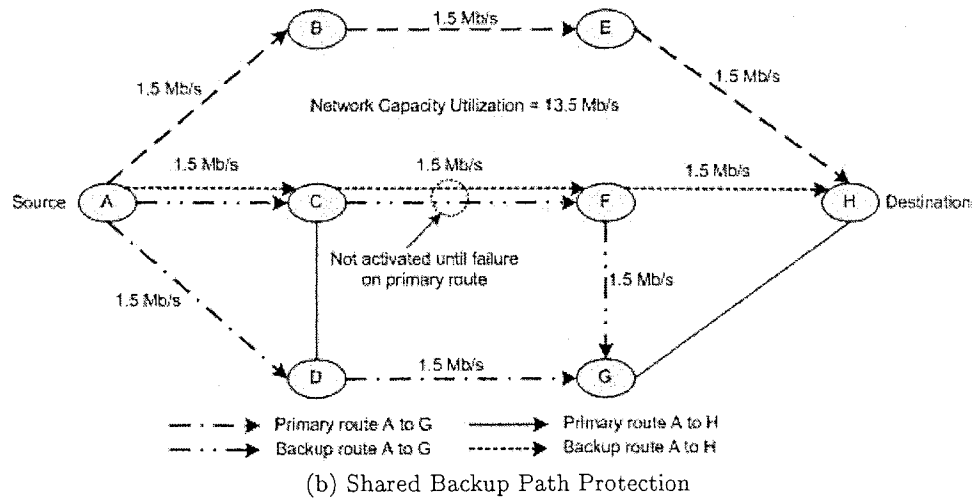 B
E
1.5 Mb/s
1.5 Mb/s
1.5 Mb/s
Network Capacity Utilization = 13.5 Mb/s
1.5 Mb/s
1.5 Mb/s
1.5 Mb/s
Source
A
C
F
H
Destination
Not activated until failure
on primary route
1.5 Mb/s
1.5 Mb/s
D
1.5 Mb/s
G
Primary route A to G
Primary route A to H
Backup route A to G
Backup route A to H
(b) Shared Backup Path Protection